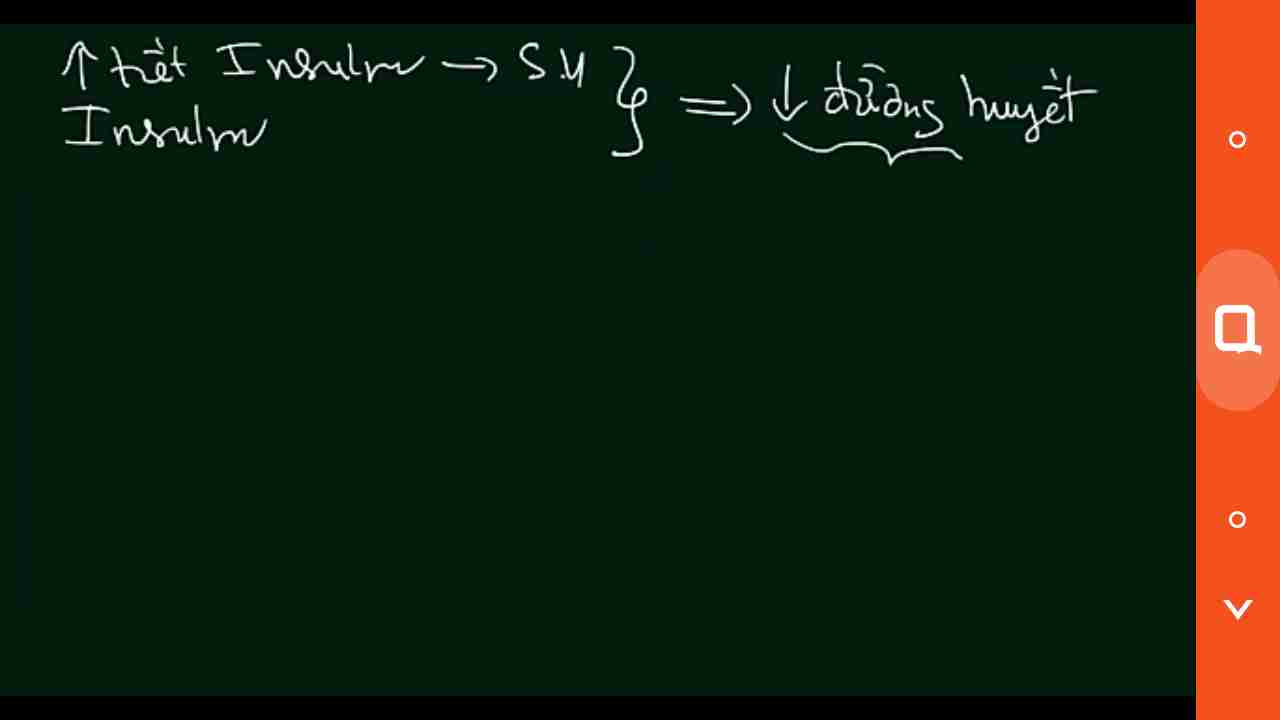 ↑ tiết Insulin → S.U } ⇒ ↓ đường huyết
Insulin